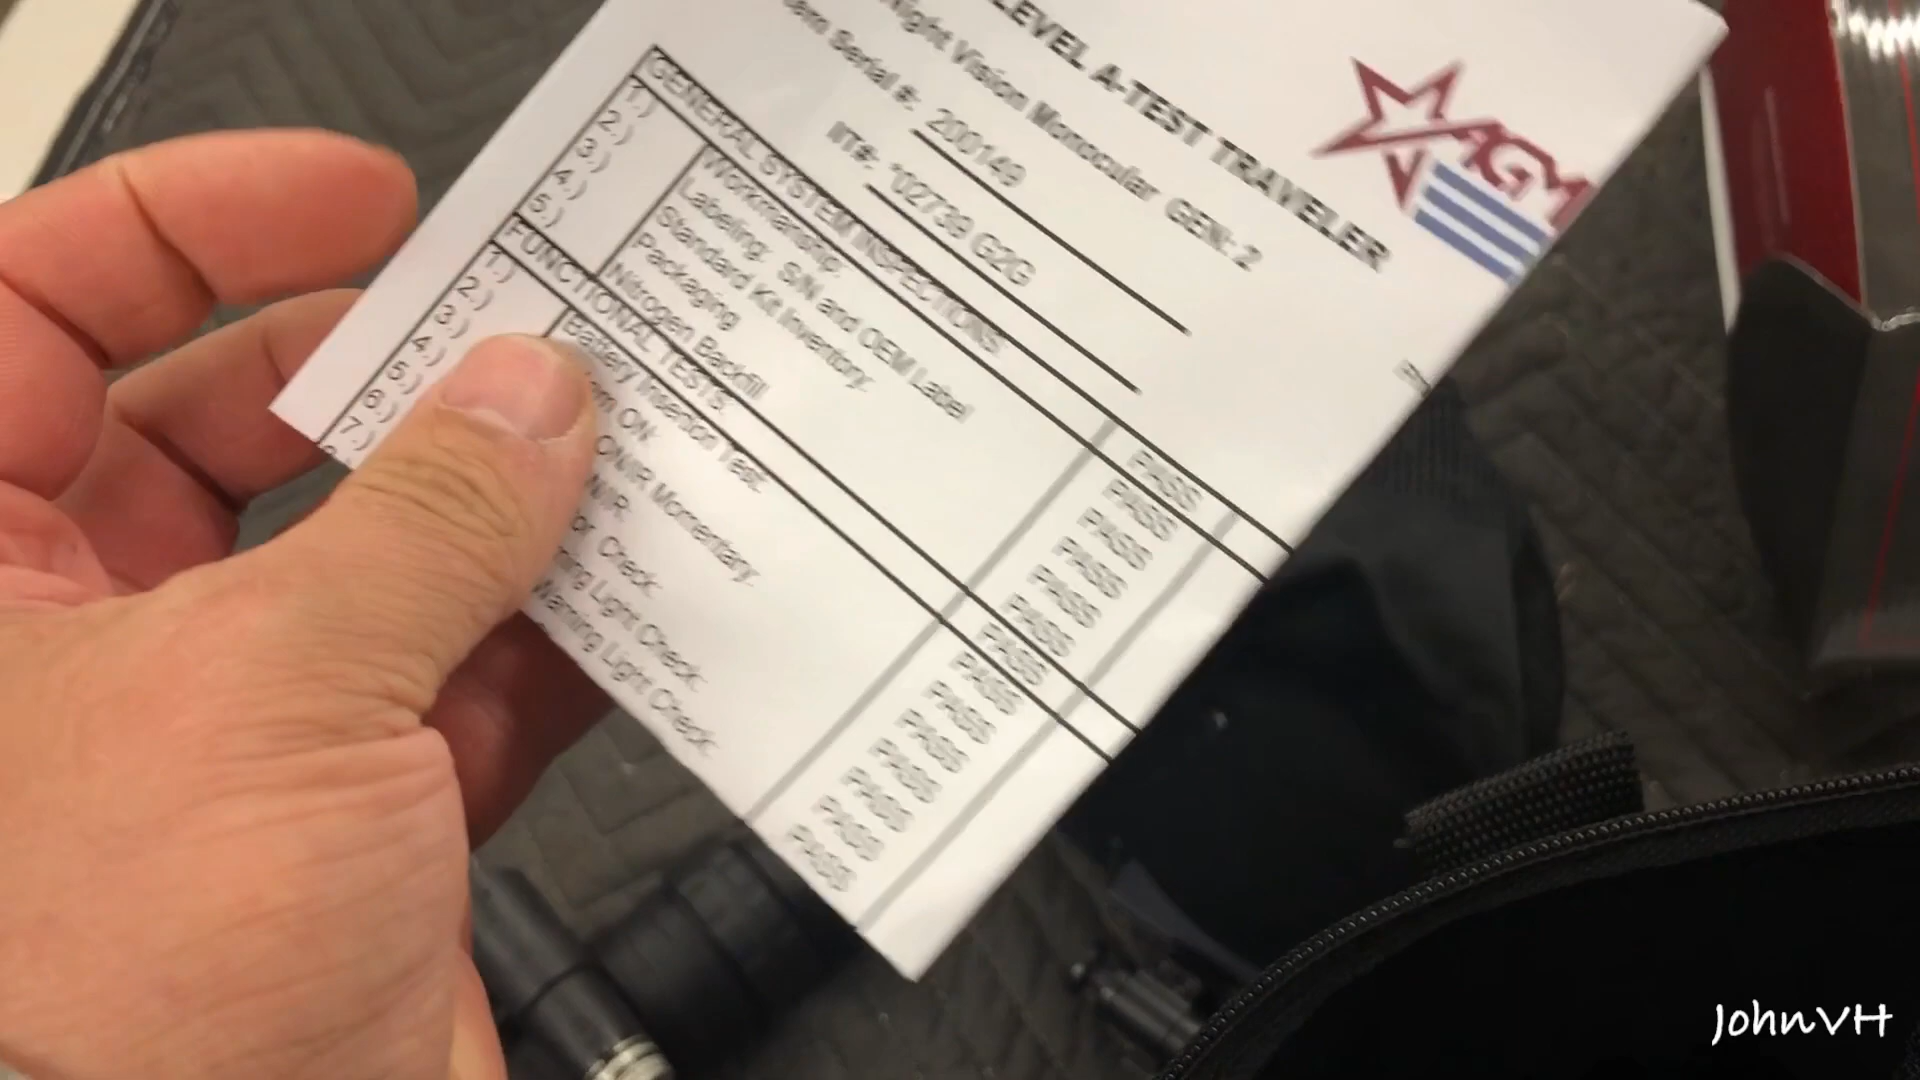 LEVEL A-TEST TRAVELER
Night Vision Monocular GEN: 2
Serial #: 200149
IIT#: *02739 G2G
AGM
GENERAL SYSTEM INSPECTIONS
1.) Workmanship: PASS
2.) Labeling: S/N and OEM Label PASS
3.) Standard Kit Inventory: PASS
4.) Packaging PASS
5.) Nitrogen Backfill PASS
FUNCTIONAL TESTS: PASS
1.) Battery Insertion Test: PASS
2.) ON: PASS
3.) ON/IR Momentary: PASS
4.) PASS
5.) Check: PASS
6.) Light Check: PASS
7.) Warning Light Check: PASS
PASS
JohnVH